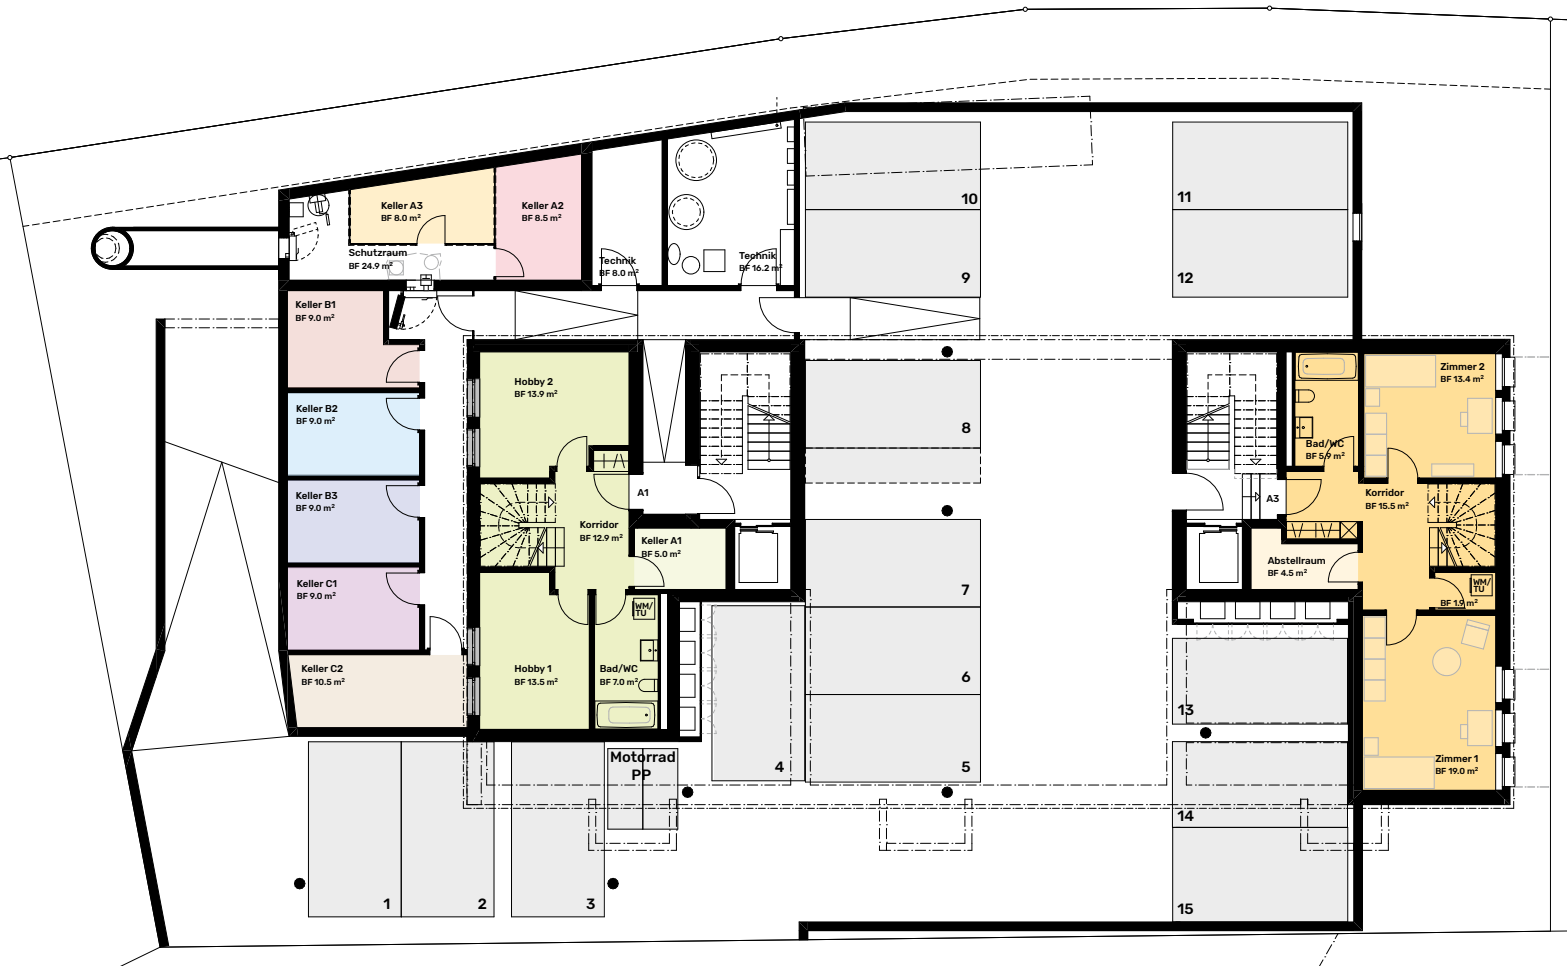 Keller A3
BF 8.0 m²
Keller A2
BF 8.5 m²
Schutzraum
BF 24.9 m²
Technik
BF 8.0 m²
Technik
BF 16.2 m²
10
9
11
12
Keller B1
BF 9.0 m²
Keller B2
BF 9.0 m²
Keller B3
BF 9.0 m²
Keller C1
BF 9.0 m²
Keller C2
BF 10.5 m²
Hobby 2
BF 13.9 m²
A1
Korridor
BF 12.9 m²
Keller A1
BF 5.0 m²
WM/
TU
Hobby 1
BF 13.5 m²
Bad/WC
BF 7.0 m²
8
7
6
5
4
Motorrad
PP
1
2
3
Zimmer 2
BF 13.4 m²
Bad/WC
BF 5.9 m²
A3
Korridor
BF 15.5 m²
Abstellraum
BF 4.5 m²
WM/
TU
BF 1.9 m²
Zimmer 1
BF 19.0 m²
13
14
15